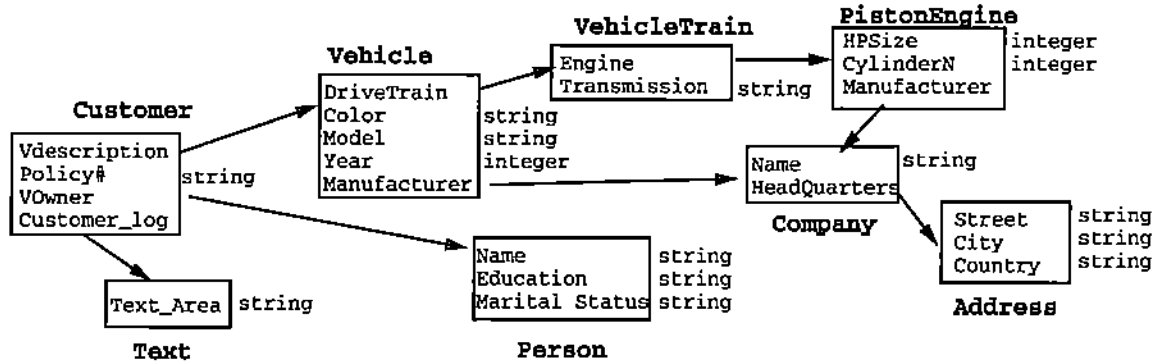 PistonEngine
HPSize integer
CylinderN integer
Manufacturer
VehicleTrain
Engine
Transmission string
Vehicle
DriveTrain
Color string
Model string
Year integer
Manufacturer
Customer
Vdescription
Policy# string
VOwner
Customer_log
Name string
HeadQuarters
Company
Street string
City string
Country string
Address
Name string
Education string
Marital Status string
Person
Text_Area string
Text